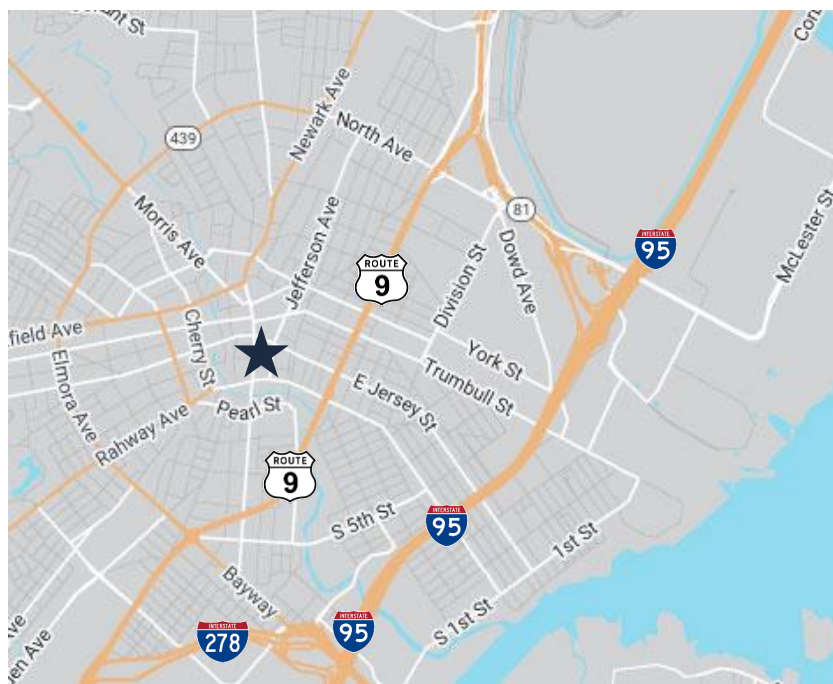 Newark Ave
North Ave
439
81
INTERSTATE
95
McLester St
Morris Ave
Jefferson Ave
ROUTE
9
Division St
Dowd Ave
field Ave
Cherry St
Elmora Ave
York St
Trumbull St
E Jersey St
Pearl St
Rahway Ave
ROUTE
9
S 5th St
INTERSTATE
95
1st St
Bayway
S 1st St
INTERSTATE
278
INTERSTATE
95